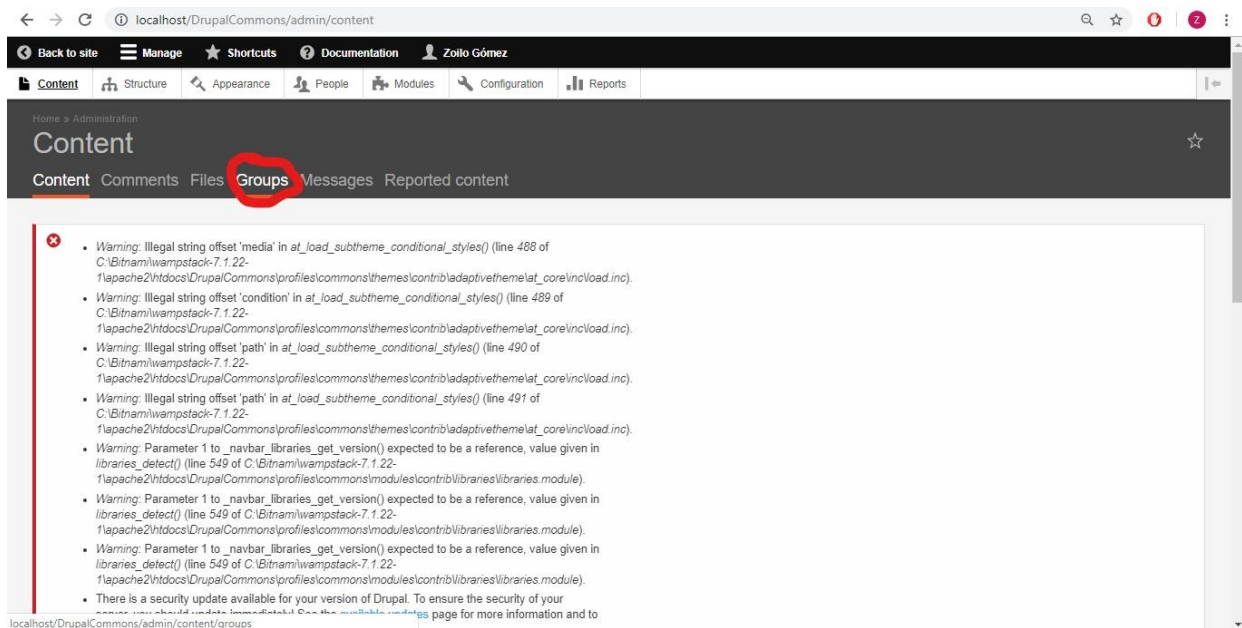 localhost/DrupalCommons/admin/content
Z
Back to site Manage Shortcuts Documentation Zoilo Gómez
Content Structure Appearance People Modules Configuration Reports
Home » Administration
Content
Content Comments Files Groups Messages Reported content
• Warning: Illegal string offset 'media' in at_load_subtheme_conditional_styles() (line 488 of
C:\Bitnami\wampstack-7.1.22-
1\apache2\htdocs\DrupalCommons\profiles\commons\themes\contrib\adaptivetheme\at_core\inc\load.inc).
• Warning: Illegal string offset 'condition' in at_load_subtheme_conditional_styles() (line 489 of
C:\Bitnami\wampstack-7.1.22-
1\apache2\htdocs\DrupalCommons\profiles\commons\themes\contrib\adaptivetheme\at_core\inc\load.inc).
• Warning: Illegal string offset 'path' in at_load_subtheme_conditional_styles() (line 490 of
C:\Bitnami\wampstack-7.1.22-
1\apache2\htdocs\DrupalCommons\profiles\commons\themes\contrib\adaptivetheme\at_core\inc\load.inc).
• Warning: Illegal string offset 'path' in at_load_subtheme_conditional_styles() (line 491 of
C:\Bitnami\wampstack-7.1.22-
1\apache2\htdocs\DrupalCommons\profiles\commons\themes\contrib\adaptivetheme\at_core\inc\load.inc).
• Warning: Parameter 1 to _navbar_libraries_get_version() expected to be a reference, value given in
libraries_detect() (line 549 of C:\Bitnami\wampstack-7.1.22-
1\apache2\htdocs\DrupalCommons\profiles\commons\modules\contrib\libraries\libraries.module).
• Warning: Parameter 1 to _navbar_libraries_get_version() expected to be a reference, value given in
libraries_detect() (line 549 of C:\Bitnami\wampstack-7.1.22-
1\apache2\htdocs\DrupalCommons\profiles\commons\modules\contrib\libraries\libraries.module).
• Warning: Parameter 1 to _navbar_libraries_get_version() expected to be a reference, value given in
libraries_detect() (line 549 of C:\Bitnami\wampstack-7.1.22-
1\apache2\htdocs\DrupalCommons\profiles\commons\modules\contrib\libraries\libraries.module).
• There is a security update available for your version of Drupal. To ensure the security of your
server, you should update immediately! See the available updates page for more information and to
localhost/DrupalCommons/admin/content/groups